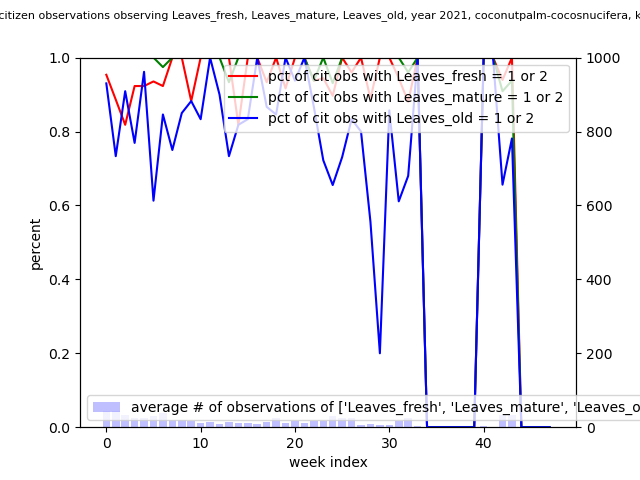 citizen observations observing Leaves_fresh, Leaves_mature, Leaves_old, year 2021, coconutpalm-cocosnucifera,
pct of cit obs with Leaves_fresh = 1 or 2
pct of cit obs with Leaves_mature = 1 or 2
pct of cit obs with Leaves_old = 1 or 2
average # of observations of ['Leaves_fresh', 'Leaves_mature', 'Leaves_o
percent
1.0
0.8
0.6
0.4
0.2
0.0
1000
800
600
400
200
0
0 10 20 30 40
week index